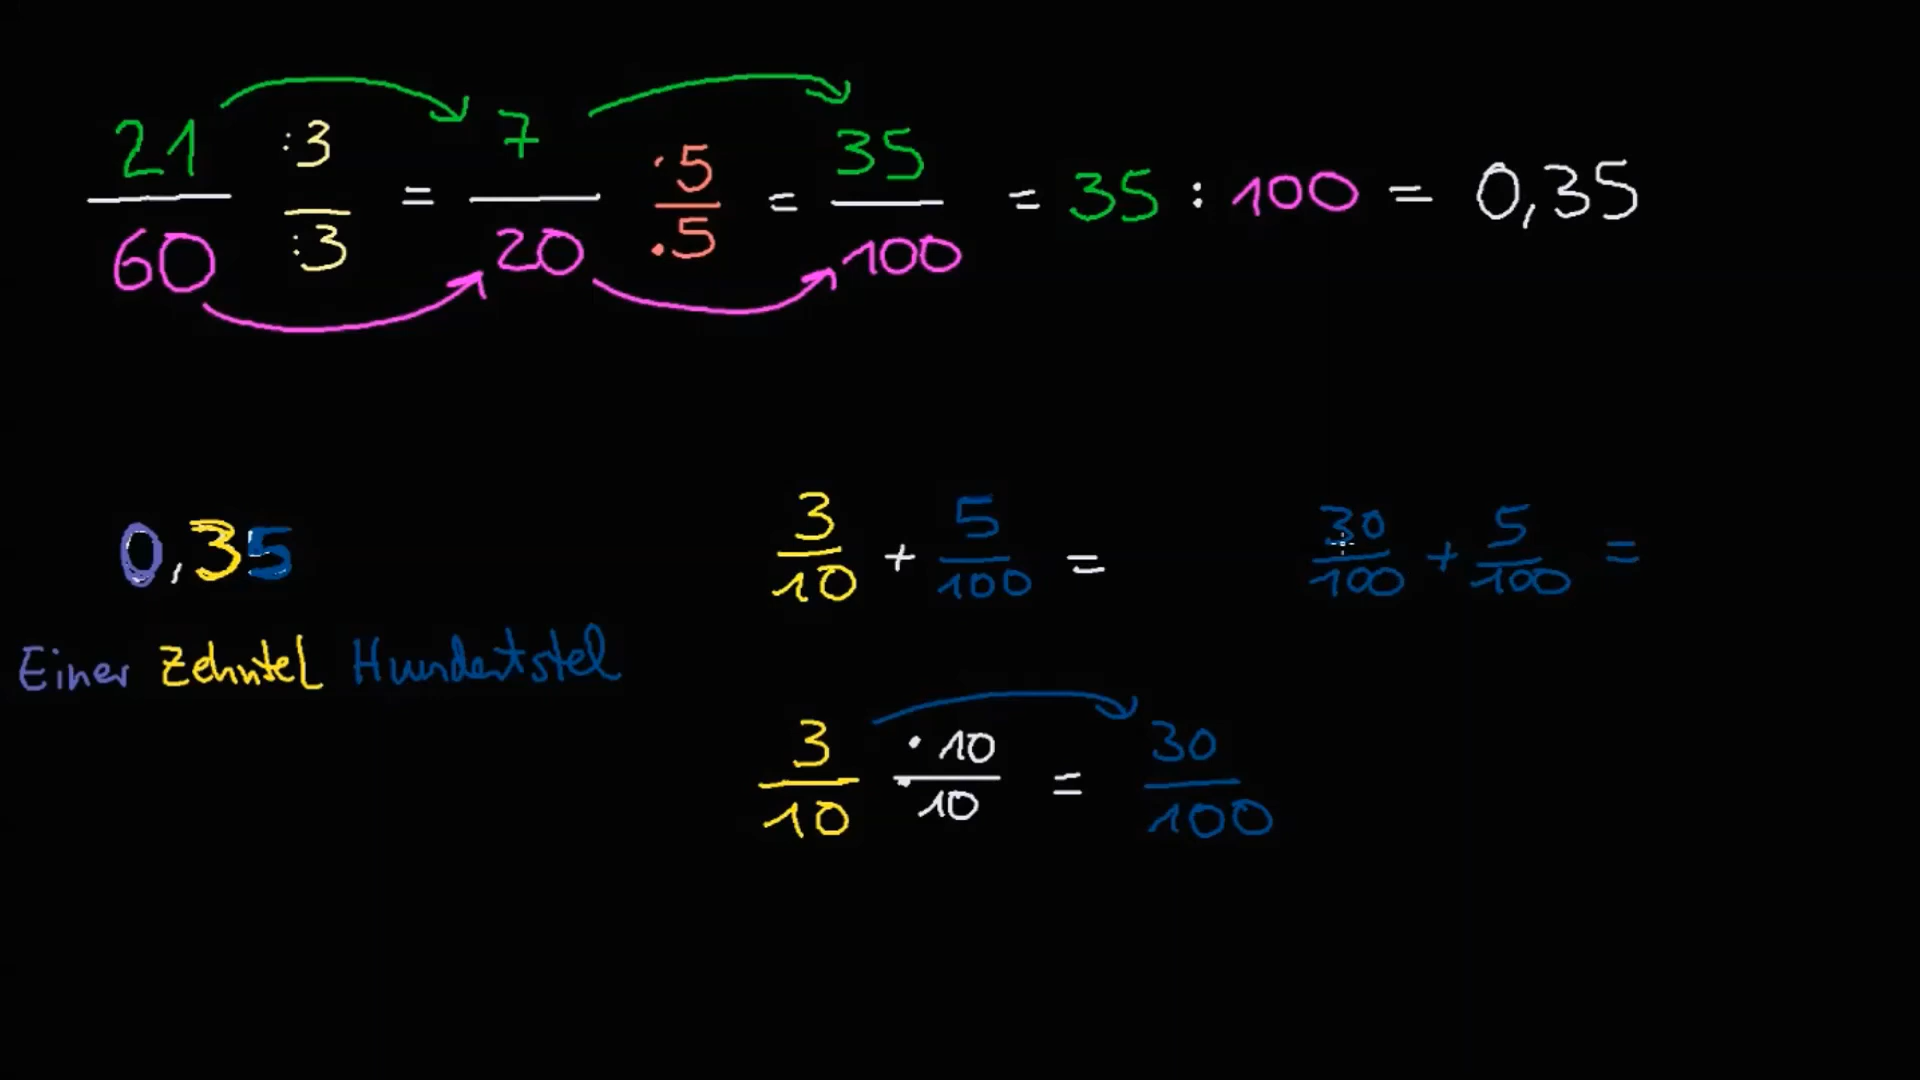 21/60 :3/:3 = 7/20 ·5/·5 = 35/100 = 35 : 100 = 0,35
0,35
Einer Zehntel Hundertstel
3/10 + 5/100 = 30/100 + 5/100 =
3/10 ·10/·10 = 30/100